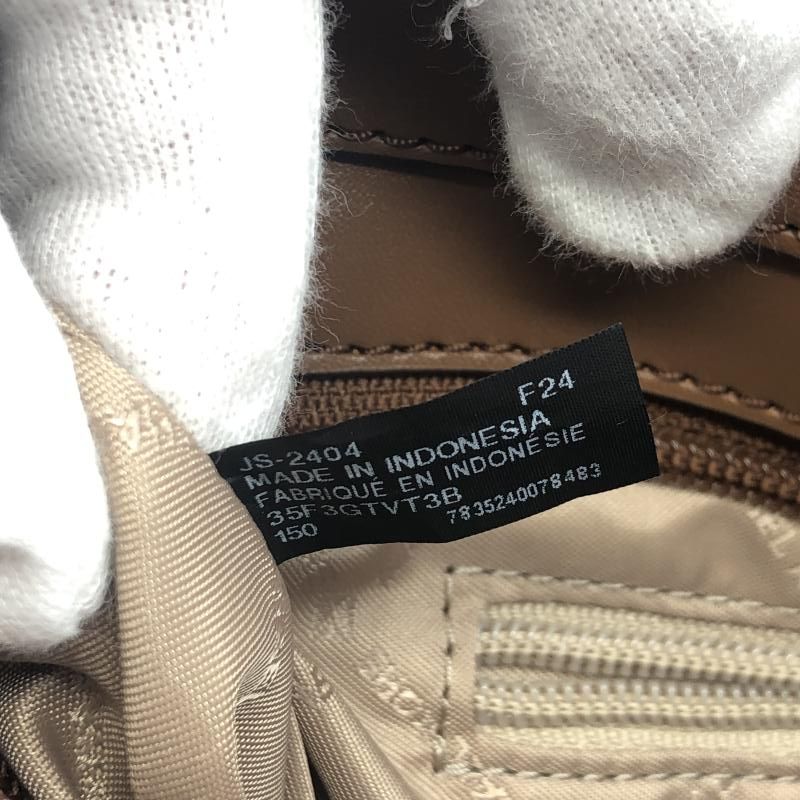 F24
JS-2404
MADE IN INDONESIA
FABRIQUÉ EN INDONÉSIE
35F3GTVT3B 7835240078483
150